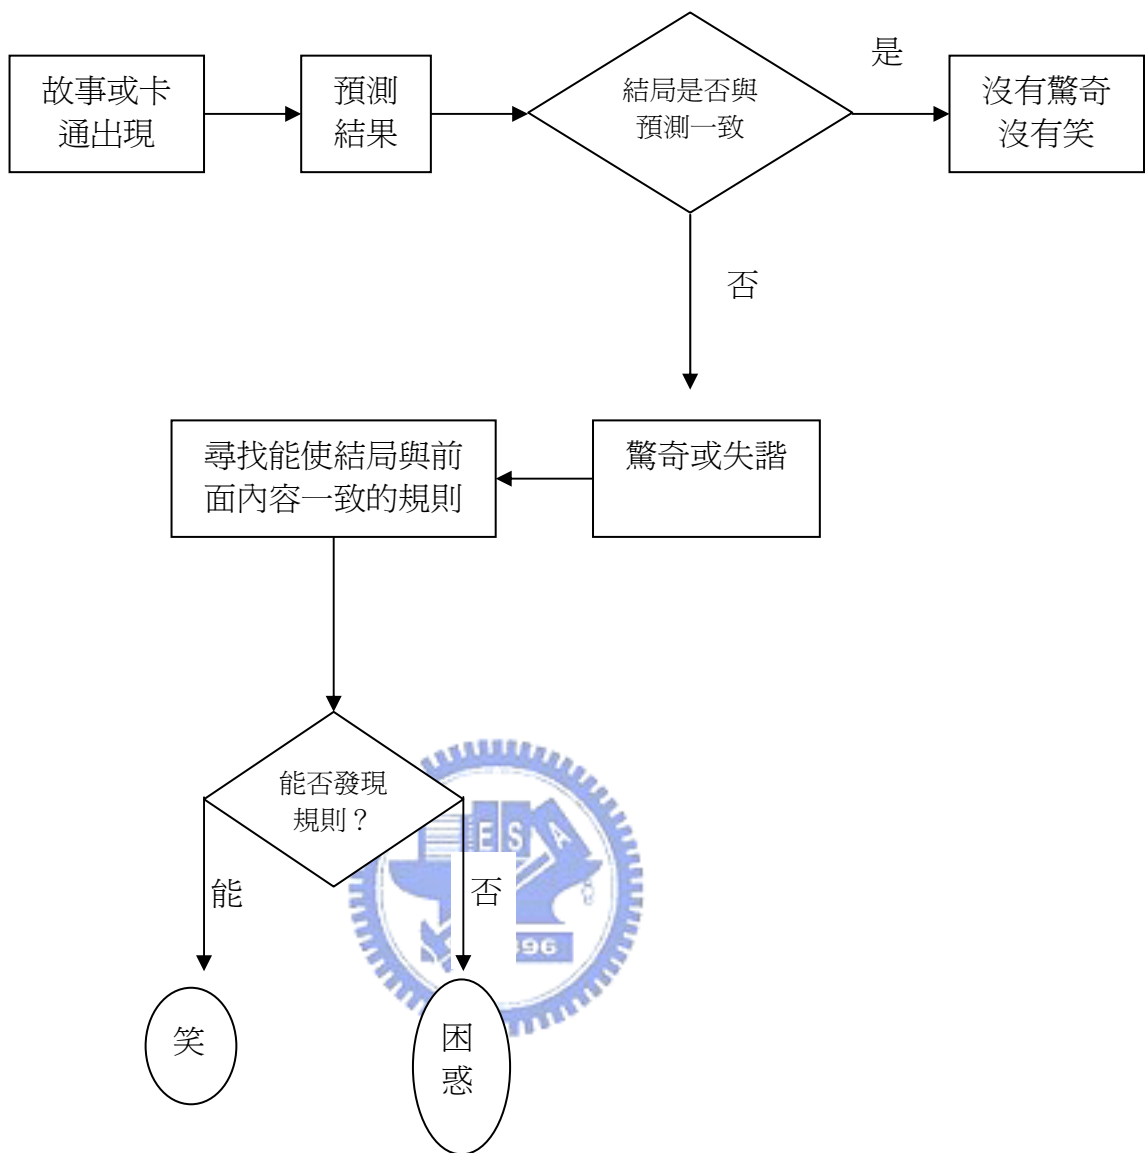 故事或卡
通出現
預測
結果
結局是否與
預測一致
是
沒有驚奇
沒有笑
否
驚奇或失諧
尋找能使結局與前
面內容一致的規則
能否發現
規則？
能
否
笑
困
惑
E S A
896